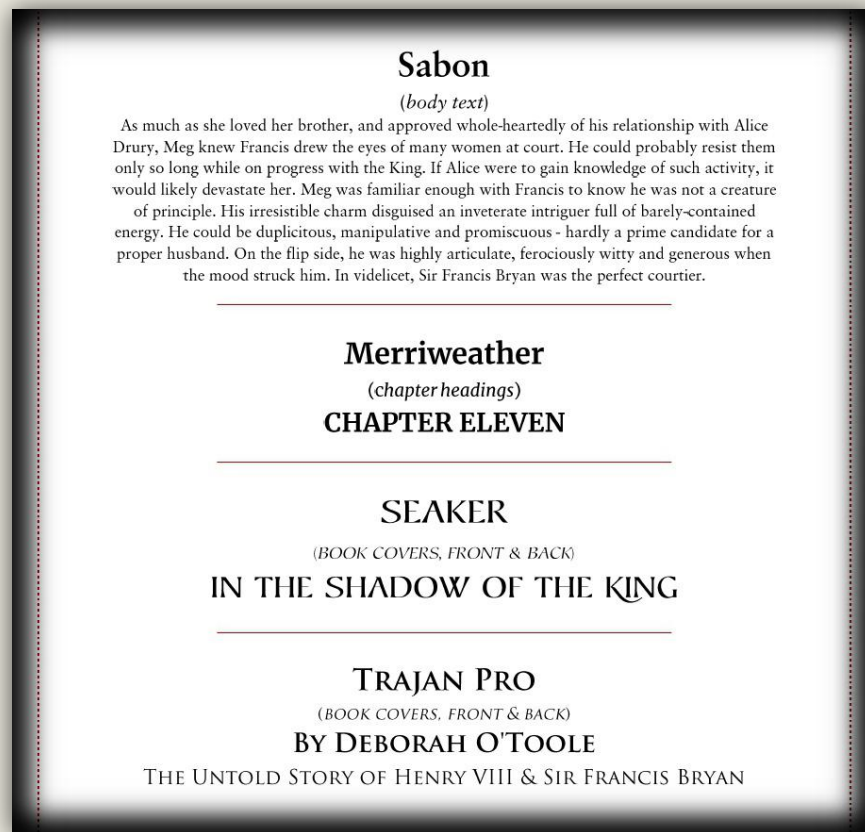 Sabon
(body text)
As much as she loved her brother, and approved whole-heartedly of his relationship with Alice
Drury, Meg knew Francis drew the eyes of many women at court. He could probably resist them
only so long while on progress with the King. If Alice were to gain knowledge of such activity, it
would likely devastate her. Meg was familiar enough with Francis to know he was not a creature
of principle. His irresistible charm disguised an inveterate intriguer full of barely-contained
energy. He could be duplicitous, manipulative and promiscuous - hardly a prime candidate for a
proper husband. On the flip side, he was highly articulate, ferociously witty and generous when
the mood struck him. In videlicet, Sir Francis Bryan was the perfect courtier.
Merriweather
(chapter headings)
CHAPTER ELEVEN
SEAKER
(BOOK COVERS, FRONT & BACK)
IN THE SHADOW OF THE KING
TRAJAN PRO
(BOOK COVERS, FRONT & BACK)
BY DEBORAH O'TOOLE
THE UNTOLD STORY OF HENRY VIII & SIR FRANCIS BRYAN